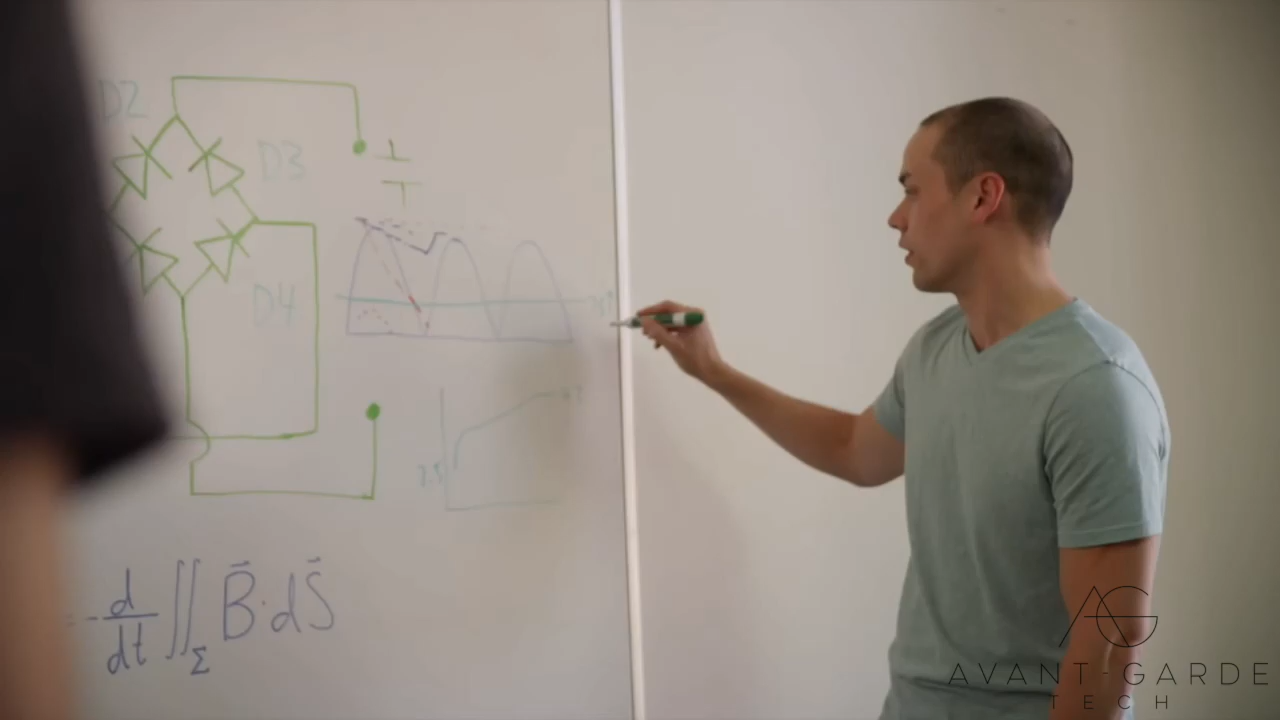 D2
D3
D4
- d/dt ∬_Σ B⃗ · dS⃗
AVANT-GARDE
TECH